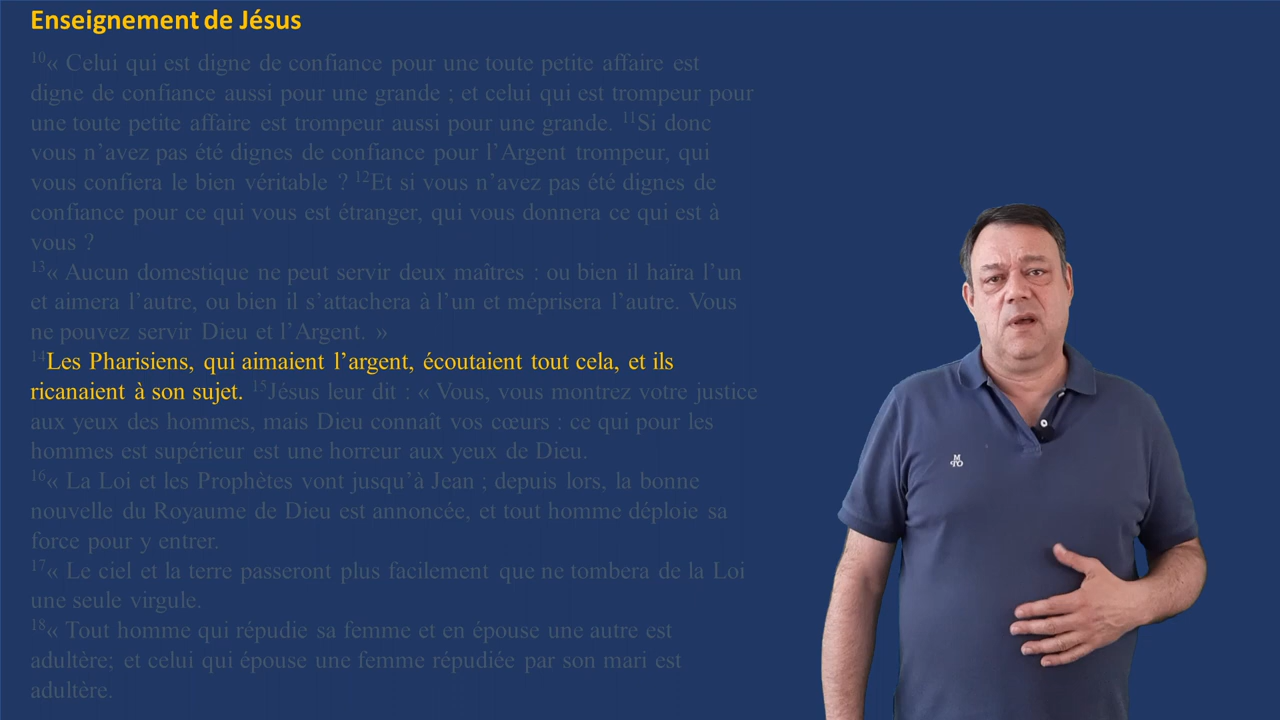 Enseignement de Jésus
¹⁰« Celui qui est digne de confiance pour une toute petite affaire est
digne de confiance aussi pour une grande ; et celui qui est trompeur pour
une toute petite affaire est trompeur aussi pour une grande. ¹¹Si donc
vous n’avez pas été dignes de confiance pour l’Argent trompeur, qui
vous confiera le bien véritable ? ¹²Et si vous n’avez pas été dignes de
confiance pour ce qui vous est étranger, qui vous donnera ce qui est à
vous ?
¹³« Aucun domestique ne peut servir deux maîtres : ou bien il haïra l’un
et aimera l’autre, ou bien il s’attachera à l’un et méprisera l’autre. Vous
ne pouvez servir Dieu et l’Argent. »
¹⁴Les Pharisiens, qui aimaient l’argent, écoutaient tout cela, et ils
ricanaient à son sujet. ¹⁵Jésus leur dit : « Vous, vous montrez votre justice
aux yeux des hommes, mais Dieu connaît vos cœurs : ce qui pour les
hommes est supérieur est une horreur aux yeux de Dieu.
¹⁶« La Loi et les Prophètes vont jusqu’à Jean ; depuis lors, la bonne
nouvelle du Royaume de Dieu est annoncée, et tout homme déploie sa
force pour y entrer.
¹⁷« Le ciel et la terre passeront plus facilement que ne tombera de la Loi
une seule virgule.
¹⁸« Tout homme qui répudie sa femme et en épouse une autre est
adultère; et celui qui épouse une femme répudiée par son mari est
adultère.